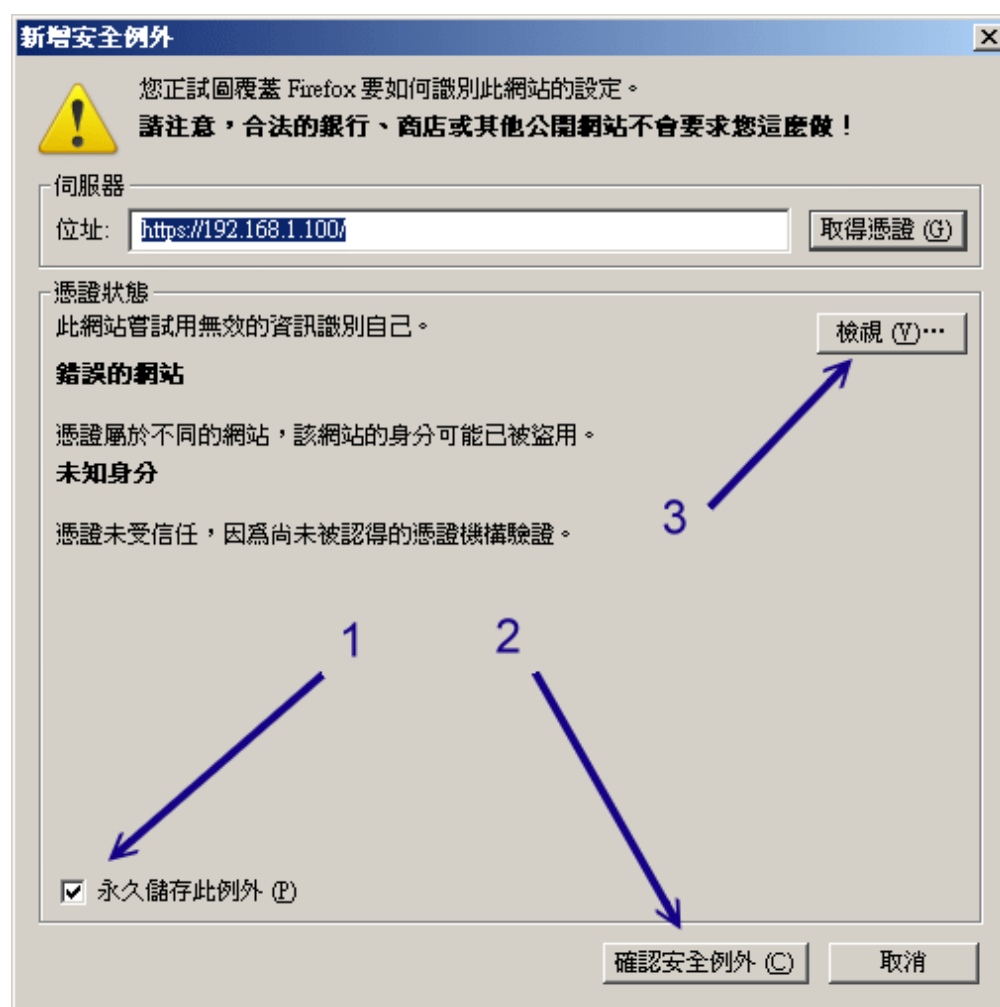 新增安全例外
您正試圖覆蓋 Firefox 要如何識別此網站的設定。
請注意，合法的銀行、商店或其他公開網站不會要求您這麼做！
伺服器
位址: https://192.168.1.100/ 取得憑證 (G)
憑證狀態
此網站嘗試用無效的資訊識別自己。
檢視 (V)…
錯誤的網站
憑證屬於不同的網站，該網站的身分可能已被盜用。
未知身分
3
憑證未受信任，因為尚未被認得的憑證機構驗證。
1 2
永久儲存此例外 (P)
確認安全例外 (C) 取消